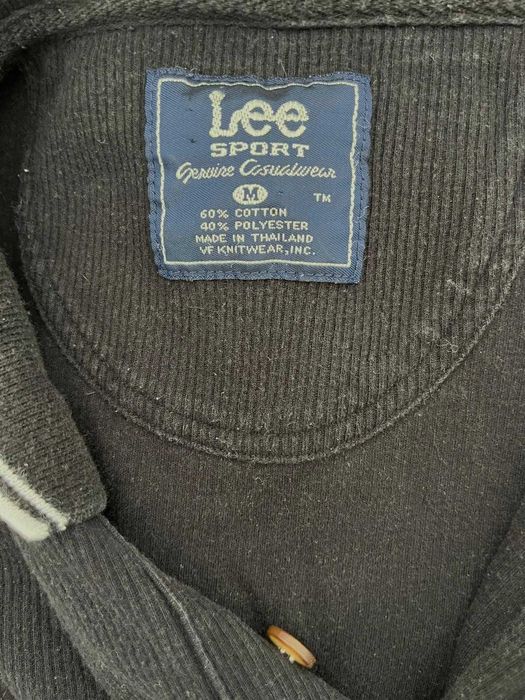 Lee
SPORT
Genuine Casualwear
M TM
60% COTTON
40% POLYESTER
MADE IN THAILAND
VF KNITWEAR, INC.